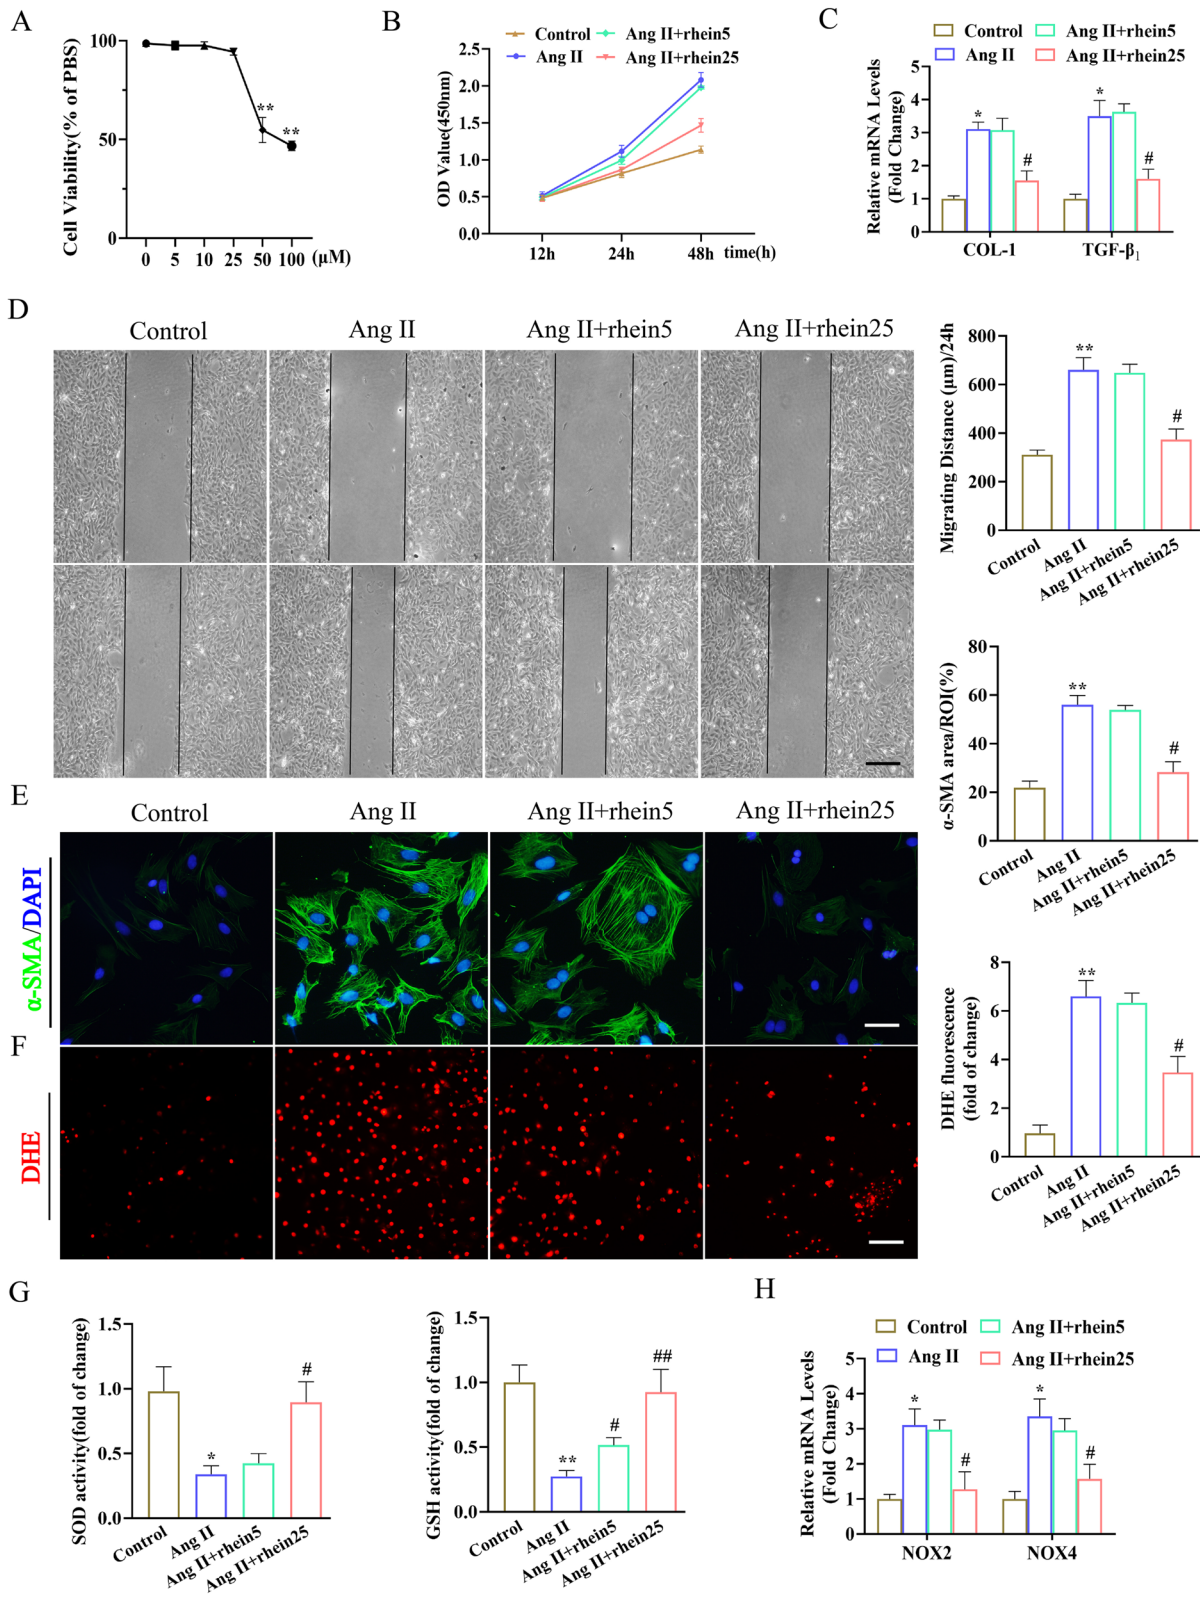 A
Cell Viability(% of PBS)
100
50
0
0 5 10 25 50 100 (μM)
**
**
B
Control
Ang II+rhein5
Ang II
Ang II+rhein25
OD Value(450nm)
2.5
2.0
1.5
1.0
0.5
0.0
12h 24h 48h time(h)
C
Control
Ang II+rhein5
Ang II
Ang II+rhein25
Relative mRNA Levels
(Fold Change)
5
4
3
2
1
0
*
#
*
#
COL-1 TGF-β₁
D
Control Ang II Ang II+rhein5 Ang II+rhein25
Migrating Distance (μm)/24h
800
600
400
200
0
**
#
Control
Ang II
Ang II+rhein5
Ang II+rhein25
E
Control Ang II Ang II+rhein5 Ang II+rhein25
α-SMA/DAPI
α-SMA area/ROI(%)
80
60
40
20
0
**
#
Control
Ang II
Ang II+rhein5
Ang II+rhein25
F
DHE
DHE fluorescence
(fold of change)
8
6
4
2
0
**
#
Control
Ang II
Ang II+rhein5
Ang II+rhein25
G
SOD activity(fold of change)
1.5
1.0
0.5
0.0
*
#
Control
Ang II
Ang II+rhein5
Ang II+rhein25
GSH activity(fold of change)
1.5
1.0
0.5
0.0
**
#
##
Control
Ang II
Ang II+rhein5
Ang II+rhein25
H
Control
Ang II+rhein5
Ang II
Ang II+rhein25
Relative mRNA Levels
(Fold Change)
5
4
3
2
1
0
*
#
*
#
NOX2 NOX4